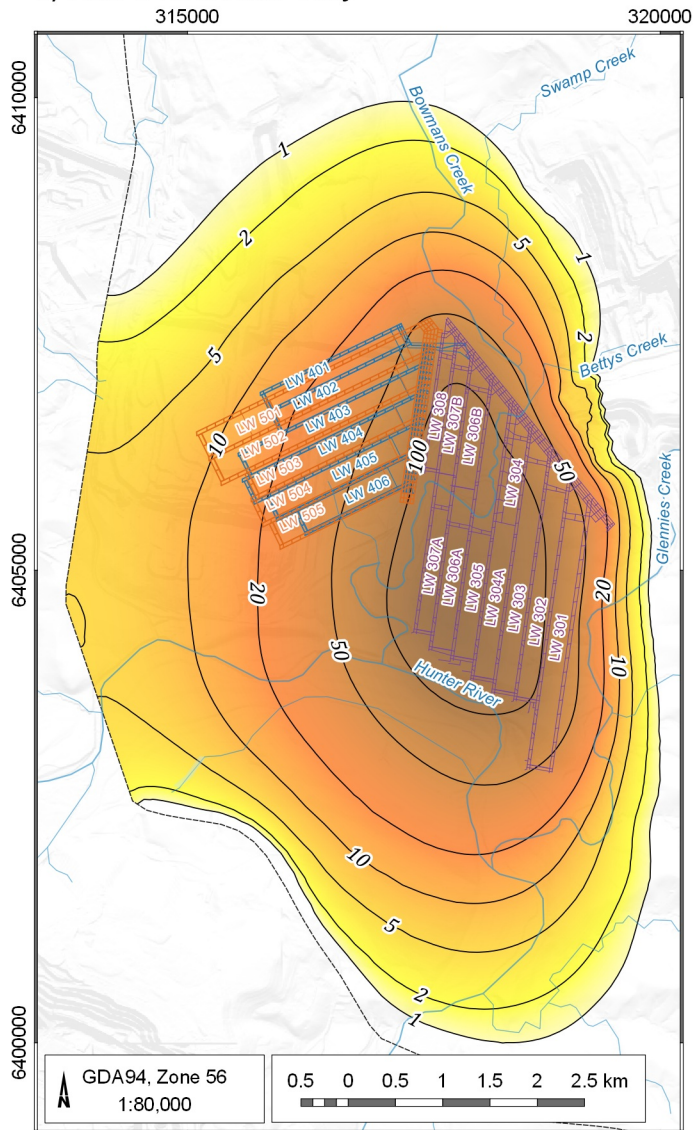 315000
320000
6410000
Swamp Creek
Bowmans Creek
1
2
5
5
1
2
5
Bettys Creek
LW 401
LW 402
LW 403
LW 404
LW 405
LW 406
LW 501
LW 502
LW 503
LW 504
LW 505
10
100
LW 308
LW 307B
LW 306B
LW 304
50
Glennies Creek
6405000
LW 307A
LW 306A
LW 305
LW 304A
LW 303
LW 302
LW 301
20
20
50
10
Hunter River
10
5
2
1
6400000
N
GDA94, Zone 56
1:80,000
0.5 0 0.5 1 1.5 2 2.5 km